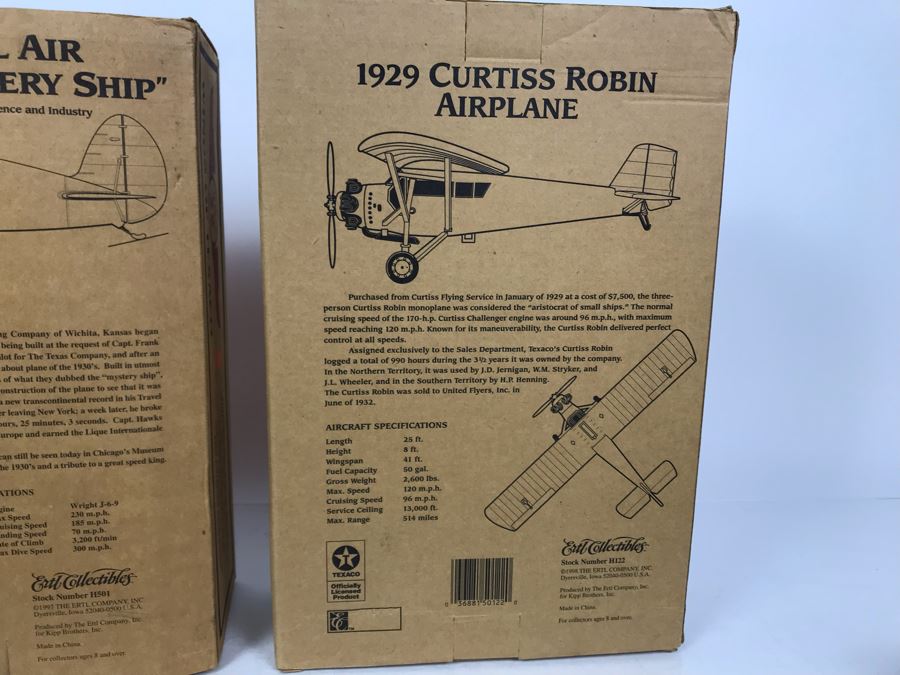 L AIR
ERY SHIP"
ence and Industry
ng Company of Wichita, Kansas began
being built at the request of Capt. Frank
lot for The Texas Company, and after an
about plane of the 1930's. Built in utmost
s of what they dubbed the "mystery ship".
onstruction of the plane to see that it was
a new transcontinental record in his Travel
er leaving New York; a week later, he broke
ours, 25 minutes, 3 seconds. Capt. Hawks
urope and earned the Lique Internationale
can still be seen today in Chicago's Museum
he 1930's and a tribute to a great speed king.
ATIONS
gine Wright J-6-9
ax Speed 230 m.p.h.
uising Speed 185 m.p.h.
nding Speed 70 m.p.h.
ate of Climb 3,200 ft/min
ax Dive Speed 300 m.p.h.
Ertl Collectibles
Stock Number H501
THE ERTL COMPANY, INC.
Dyersville, Iowa 52040-0500 U.S.A.
Produced by The Ertl Company, Inc.
for Kipp Brothers, Inc.
Made in China.
For collectors ages 8 and over.
1929 CURTISS ROBIN
AIRPLANE
Purchased from Curtiss Flying Service in January of 1929 at a cost of $7,500, the three-
person Curtiss Robin monoplane was considered the "aristocrat of small ships." The normal
cruising speed of the 170-h.p. Curtiss Challenger engine was around 96 m.p.h., with maximum
speed reaching 120 m.p.h. Known for its maneuverability, the Curtiss Robin delivered perfect
control at all speeds.
Assigned exclusively to the Sales Department, Texaco's Curtiss Robin
logged a total of 990 hours during the 3½ years it was owned by the company.
In the Northern Territory, it was used by J.D. Jernigan, W.M. Stryker, and
J.L. Wheeler, and in the Southern Territory by H.P. Henning.
The Curtiss Robin was sold to United Flyers, Inc. in
June of 1932.
AIRCRAFT SPECIFICATIONS
Length 25 ft.
Height 8 ft.
Wingspan 41 ft.
Fuel Capacity 50 gal.
Gross Weight 2,600 lbs.
Max. Speed 120 m.p.h.
Cruising Speed 96 m.p.h.
Service Ceiling 13,000 ft.
Max. Range 514 miles
T
TEXACO
Officially
Licensed
Product
TM
0 36881 50122 0
Ertl Collectibles
Stock Number H122
©1998 THE ERTL COMPANY, INC.
Dyersville, Iowa 52040-0500 U.S.A.
Produced by The Ertl Company, Inc.
for Kipp Brothers, Inc.
Made in China.
For collectors ages 8 and over.